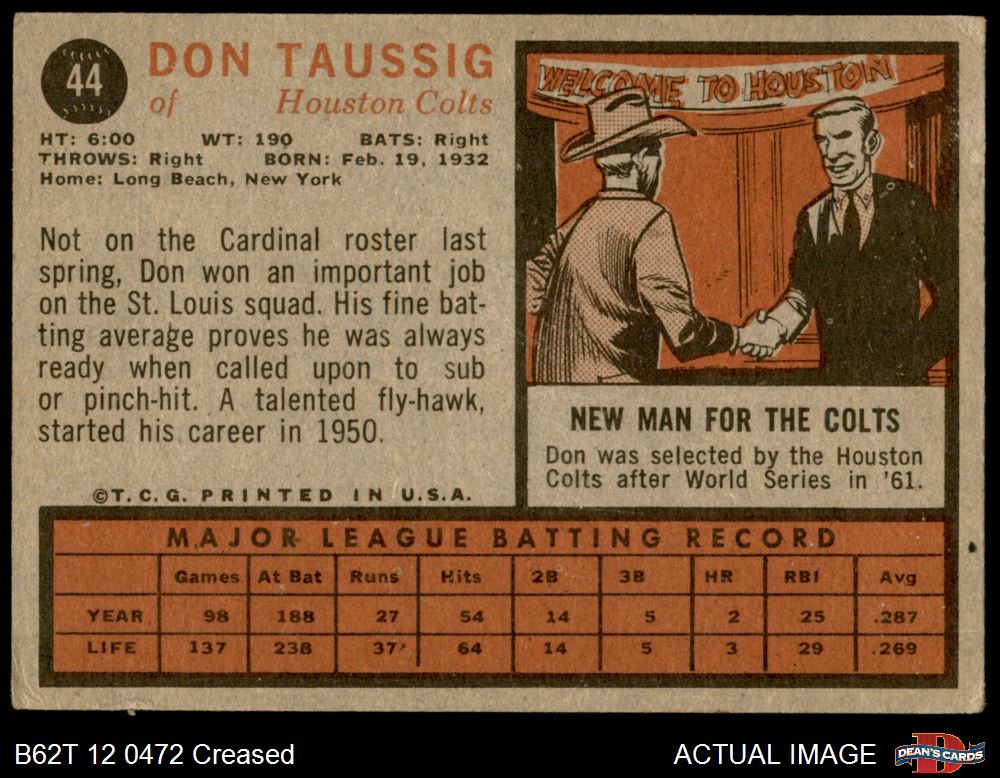 44
DON TAUSSIG
of Houston Colts
HT: 6:00 WT: 190 BATS: Right
THROWS: Right BORN: Feb. 19, 1932
Home: Long Beach, New York
Not on the Cardinal roster last
spring, Don won an important job
on the St. Louis squad. His fine bat-
ting average proves he was always
ready when called upon to sub
or pinch-hit. A talented fly-hawk,
started his career in 1950.
©T.C.G. PRINTED IN U.S.A.
WELCOME TO HOUSTON
NEW MAN FOR THE COLTS
Don was selected by the Houston
Colts after World Series in '61.
MAJOR LEAGUE BATTING RECORD
Games At Bat Runs Hits 2B 3B HR RBI Avg
YEAR 98 188 27 54 14 5 2 25 .287
LIFE 137 238 37 64 14 5 3 29 .269
B62T 12 0472 Creased
ACTUAL IMAGE
DEAN'S CARDS